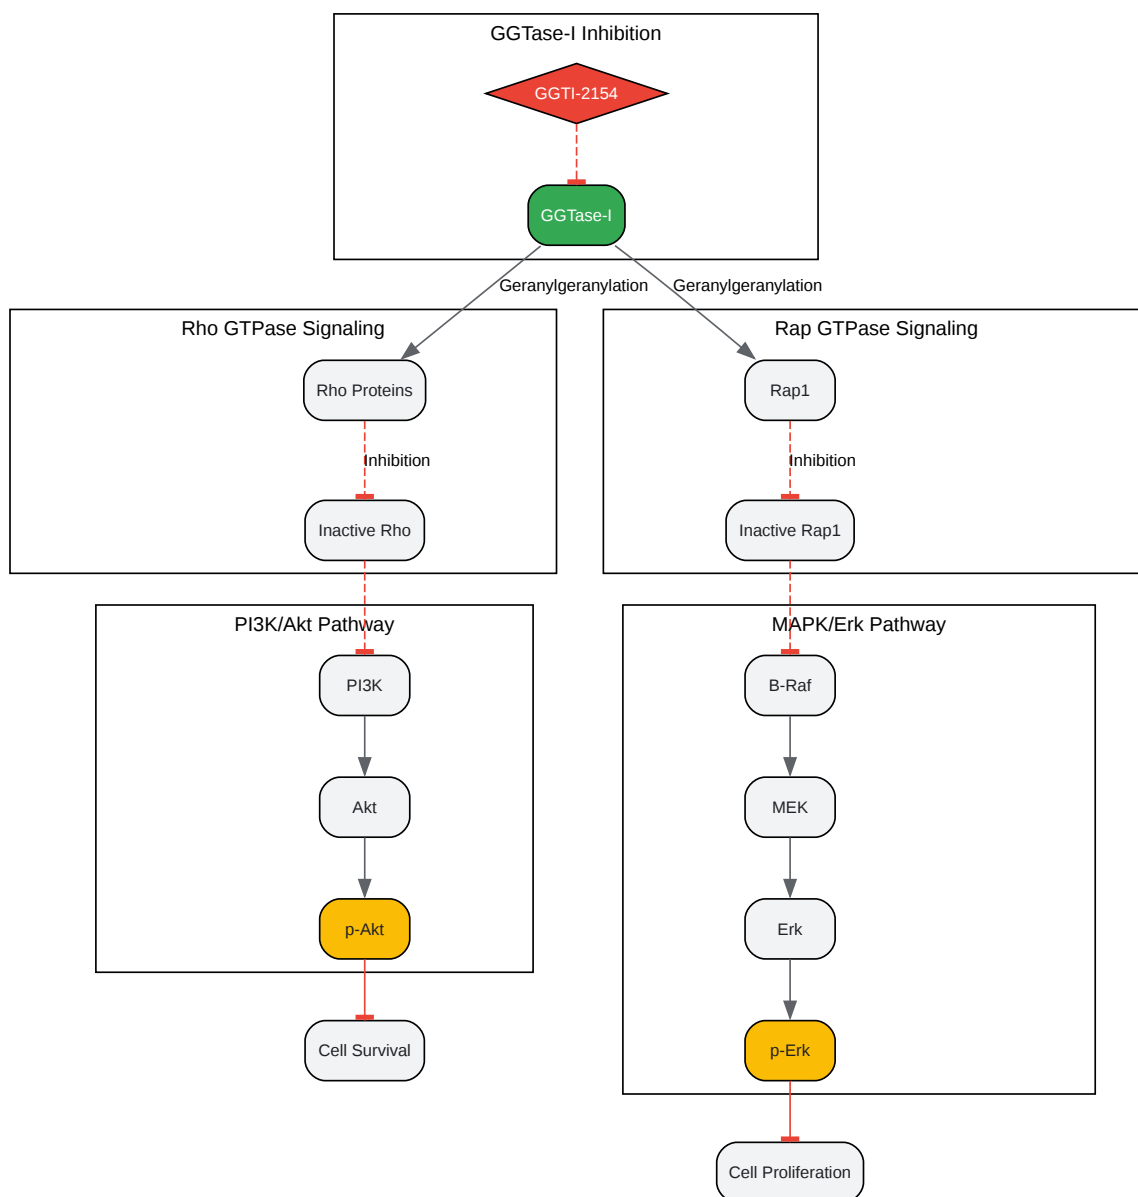 GGTase-I Inhibition
GGTI-2154
GGTase-I
Geranylgeranylation
Geranylgeranylation
Rho GTPase Signaling
Rap GTPase Signaling
Rho Proteins
Rap1
Inhibition
Inhibition
Inactive Rho
Inactive Rap1
PI3K/Akt Pathway
MAPK/Erk Pathway
PI3K
B-Raf
Akt
MEK
p-Akt
Erk
Cell Survival
p-Erk
Cell Proliferation